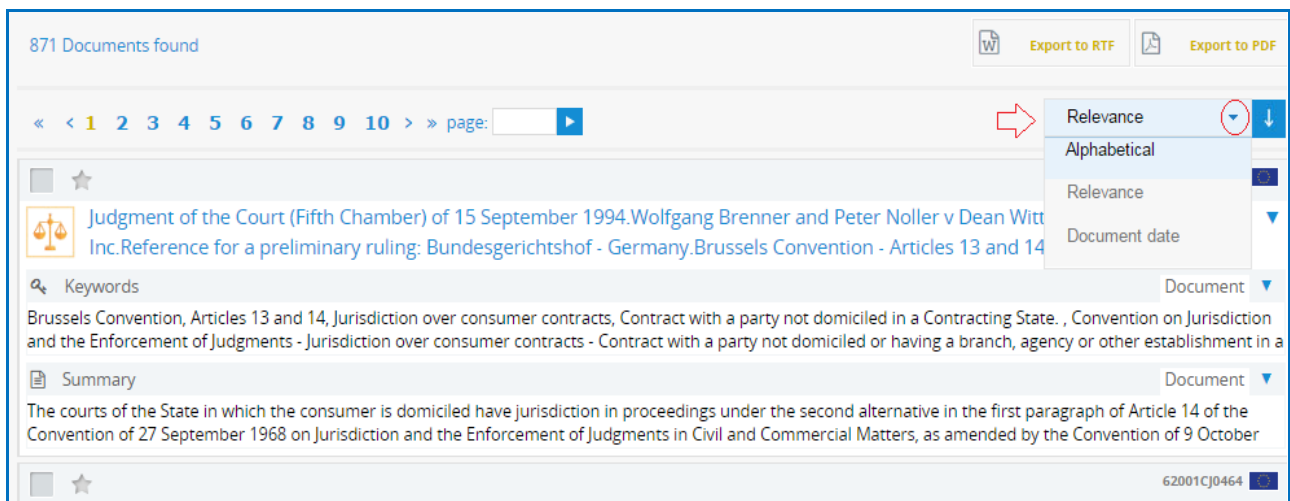 871 Documents found
Export to RTF
Export to PDF
« < 1 2 3 4 5 6 7 8 9 10 > » page:
Relevance
Alphabetical
Relevance
Document date
Judgment of the Court (Fifth Chamber) of 15 September 1994.Wolfgang Brenner and Peter Noller v Dean Witt
Inc.Reference for a preliminary ruling: Bundesgerichtshof - Germany.Brussels Convention - Articles 13 and 14
Keywords
Document
Brussels Convention, Articles 13 and 14, Jurisdiction over consumer contracts, Contract with a party not domiciled in a Contracting State. , Convention on Jurisdiction
and the Enforcement of Judgments - Jurisdiction over consumer contracts - Contract with a party not domiciled or having a branch, agency or other establishment in a
Summary
Document
The courts of the State in which the consumer is domiciled have jurisdiction in proceedings under the second alternative in the first paragraph of Article 14 of the
Convention of 27 September 1968 on Jurisdiction and the Enforcement of Judgments in Civil and Commercial Matters, as amended by the Convention of 9 October
62001CJ0464